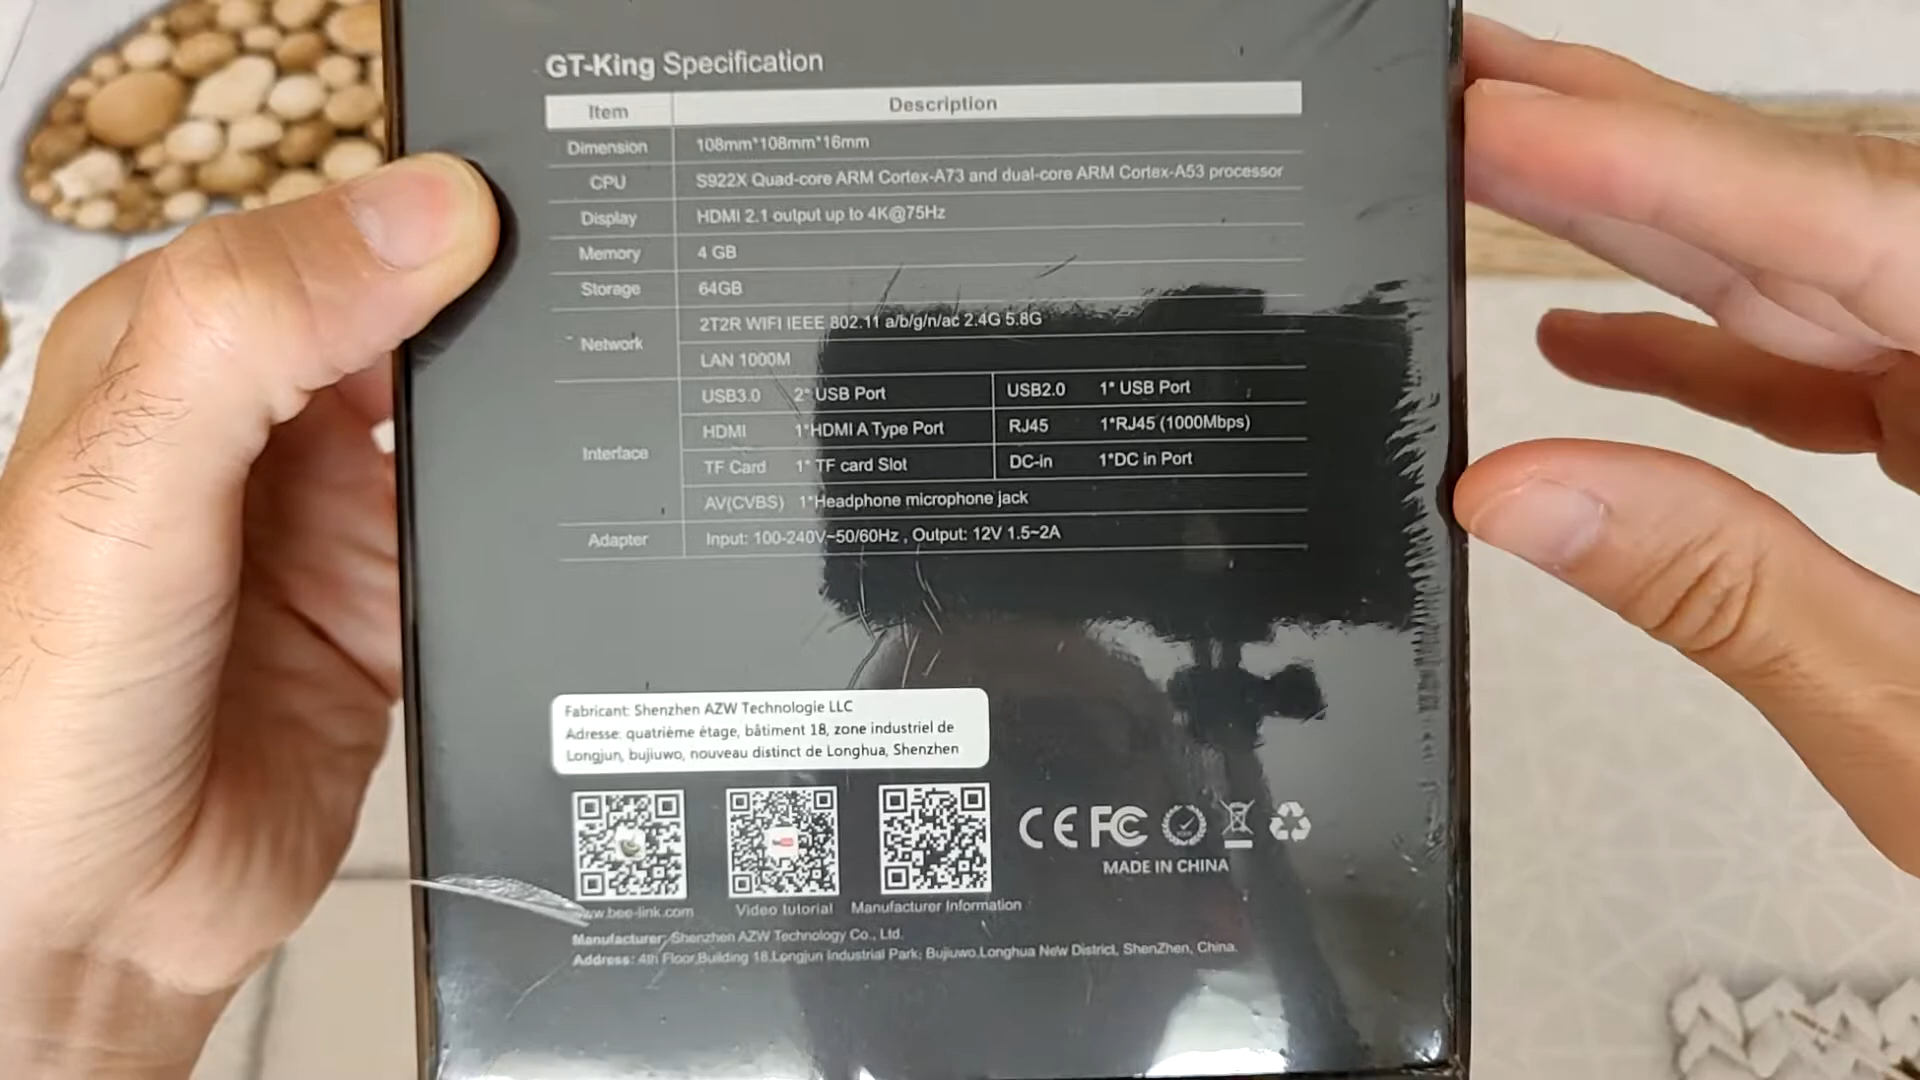 GT-King Specification
Item Description
Dimension 108mm*108mm*16mm
CPU S922X Quad-core ARM Cortex-A73 and dual-core ARM Cortex-A53 processor
Display HDMI 2.1 output up to 4K@75Hz
Memory 4 GB
Storage 64GB
Network 2T2R WIFI IEEE 802.11 a/b/g/n/ac 2.4G 5.8G
LAN 1000M
Interface USB3.0 2* USB Port USB2.0 1* USB Port
HDMI 1*HDMI A Type Port RJ45 1*RJ45 (1000Mbps)
TF Card 1* TF card Slot DC-in 1*DC in Port
AV(CVBS) 1*Headphone microphone jack
Adapter Input: 100-240V~50/60Hz , Output: 12V 1.5~2A
Fabricant: Shenzhen AZW Technologie LLC
Adresse: quatrième étage, bâtiment 18, zone industriel de
Longjun, bujiuwo, nouveau distinct de Longhua, Shenzhen
CE FC
MADE IN CHINA
www.bee-link.com Video tutorial Manufacturer Information
Manufacturer: Shenzhen AZW Technology Co., Ltd.
Address: 4th Floor,Building 18,Longjun Industrial Park, Bujiuwo,Longhua New District, ShenZhen, China.